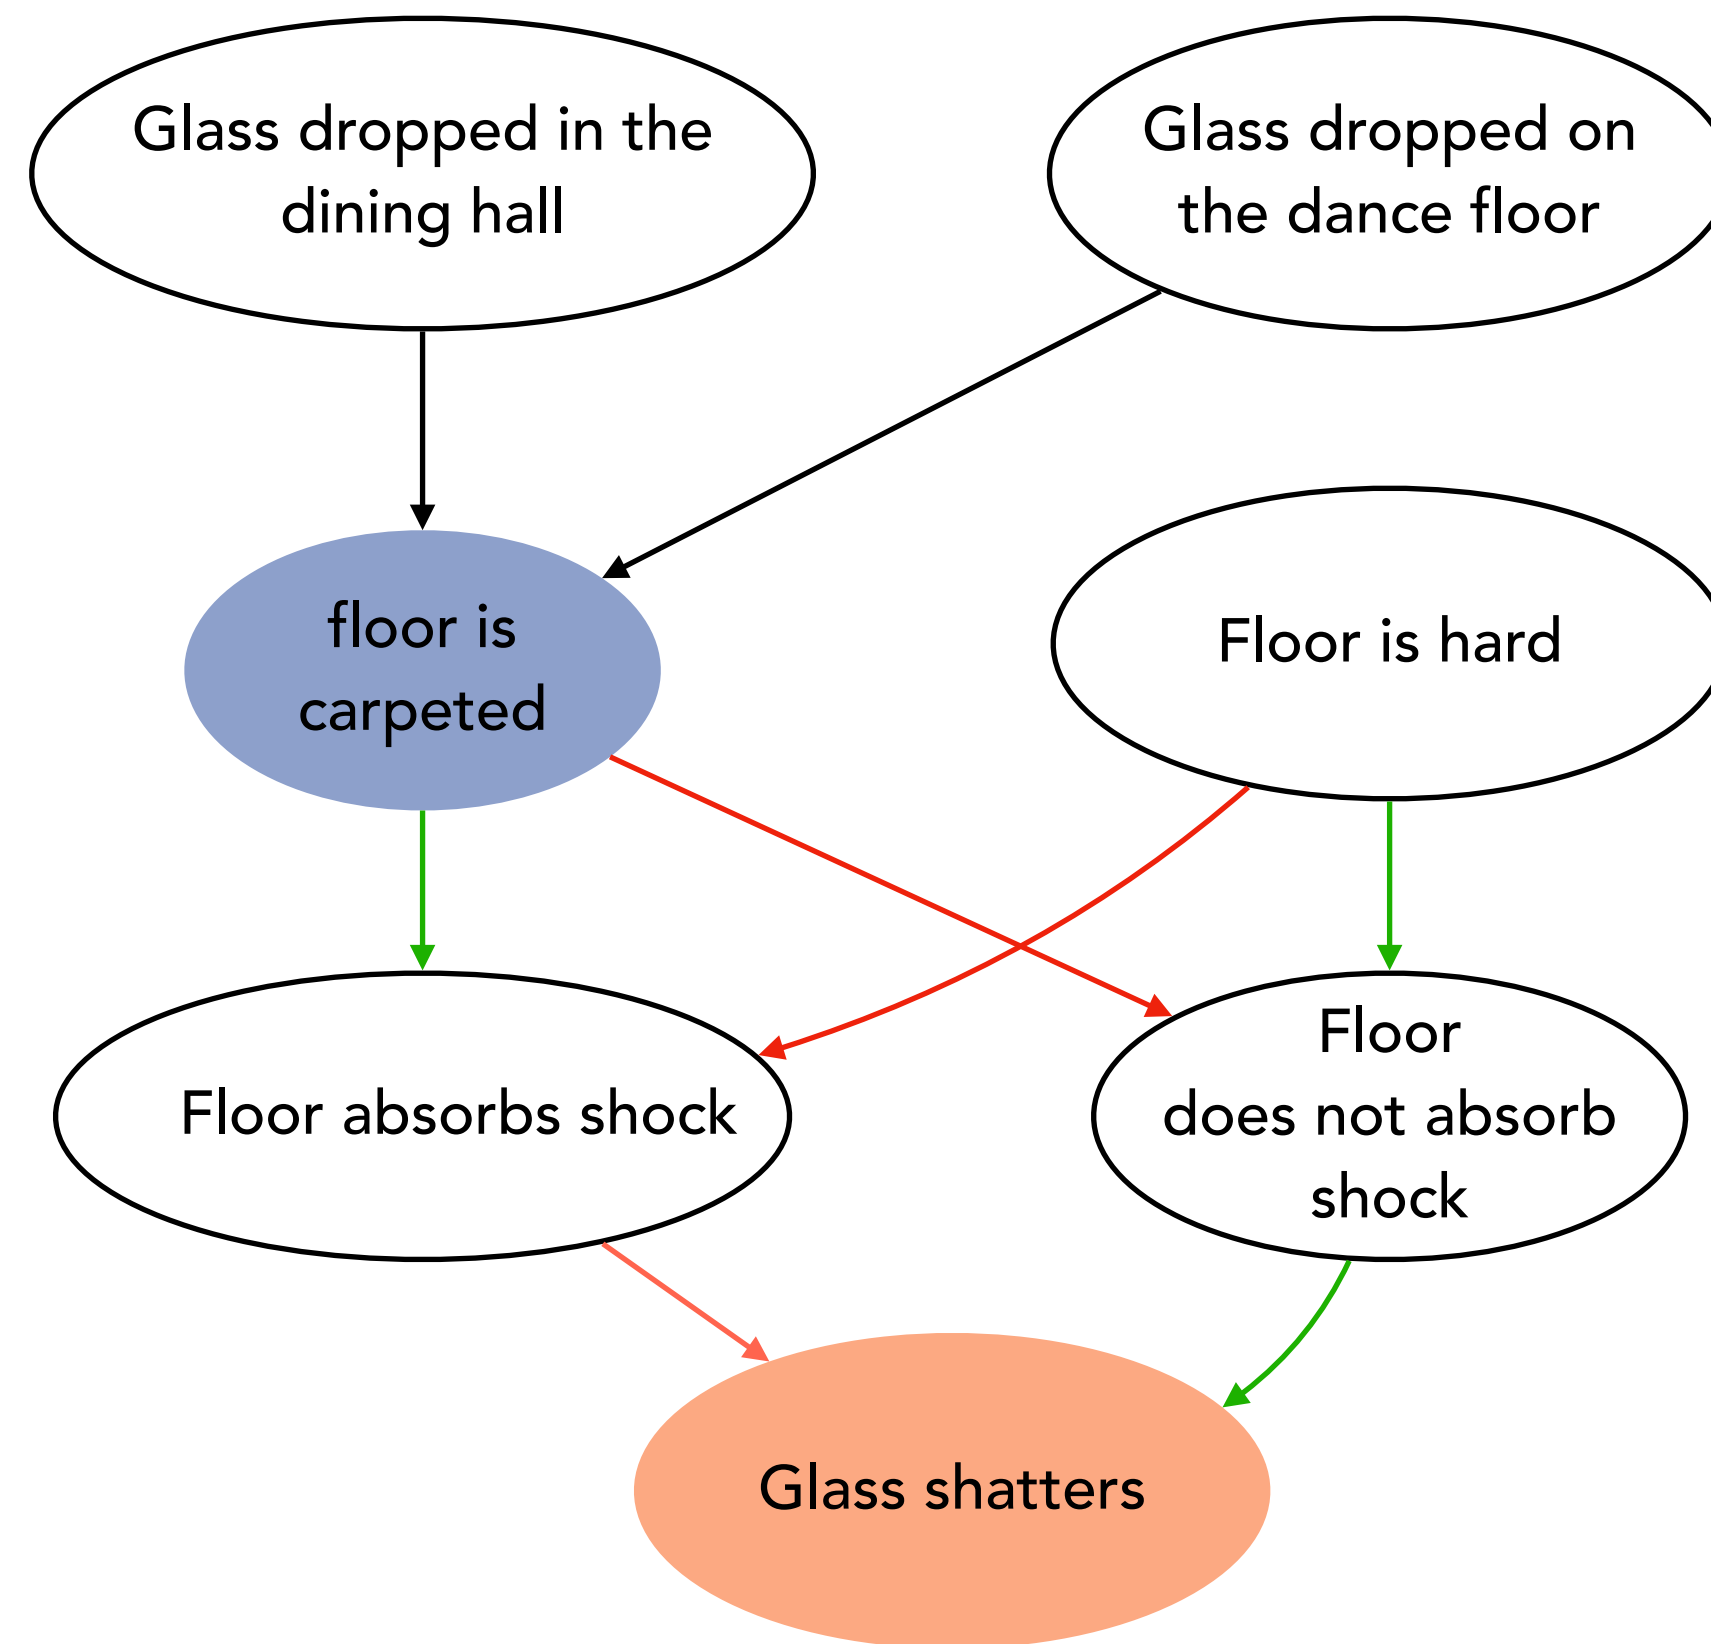 Glass dropped in the
dining hall
Glass dropped on
the dance floor
floor is
carpeted
Floor is hard
Floor absorbs shock
Floor
does not absorb
shock
Glass shatters